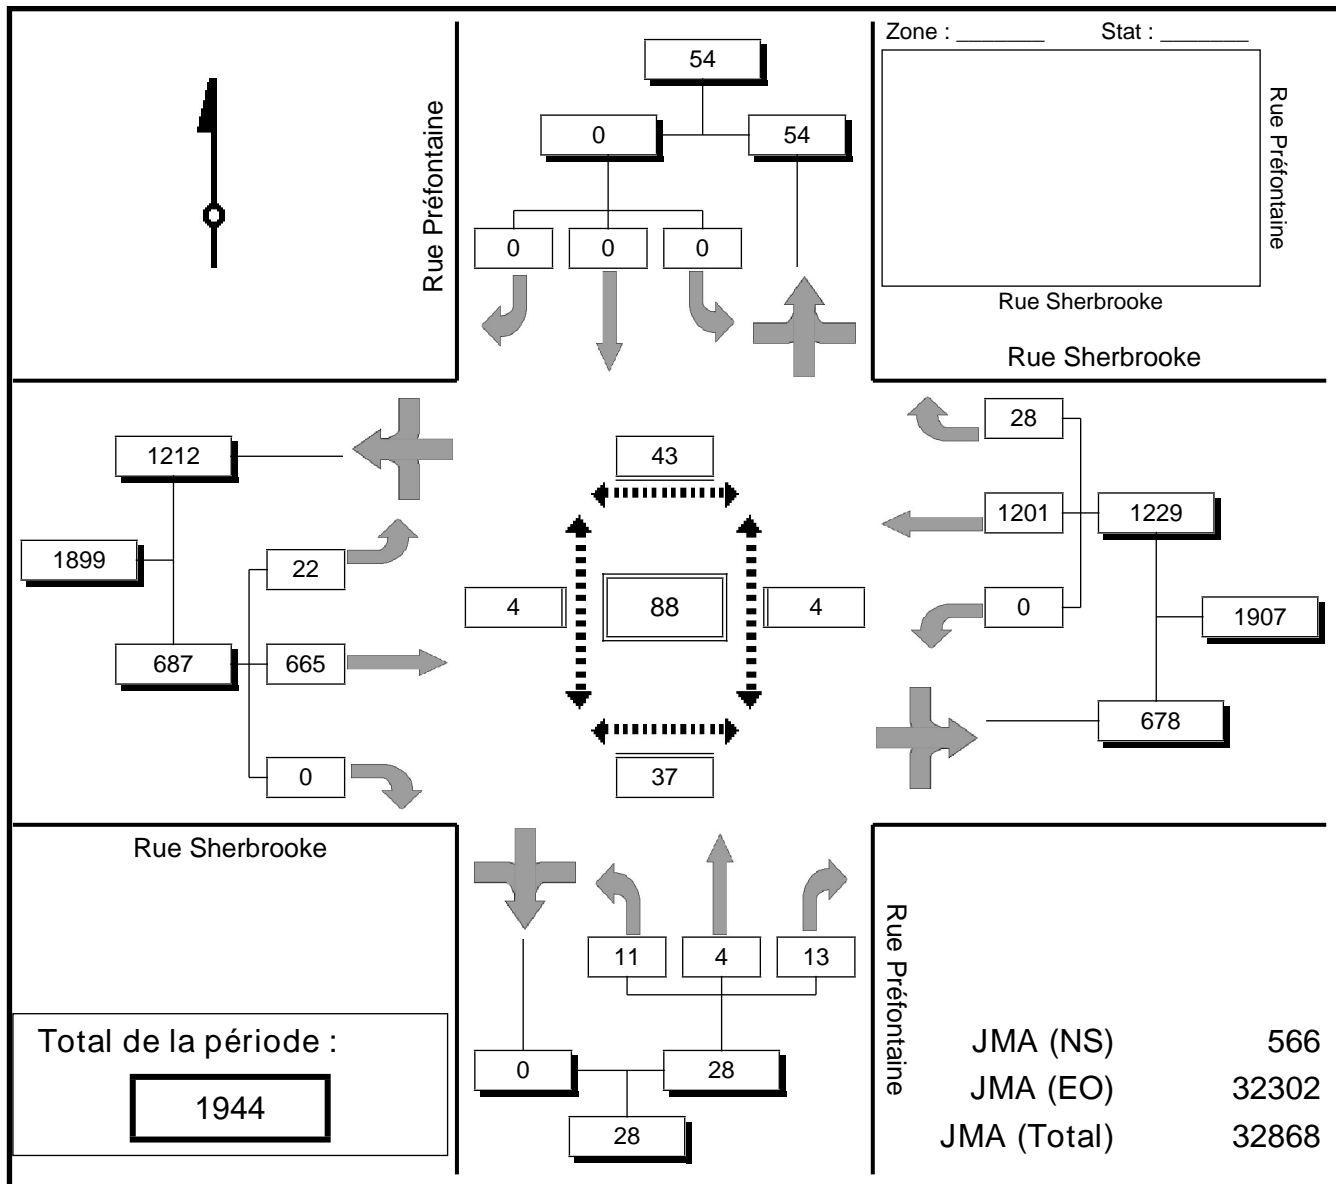 Zone : _______ Stat : _______
Rue Préfontaine
Rue Sherbrooke
Rue Sherbrooke
Rue Préfontaine
54
0
54
0
0
0
1212
1899
22
687
665
0
43
4
88
4
37
28
1201
1229
0
1907
678
Rue Sherbrooke
Total de la période :
1944
11
4
13
0
28
28
Rue Préfontaine
JMA (NS) 566
JMA (EO) 32302
JMA (Total) 32868